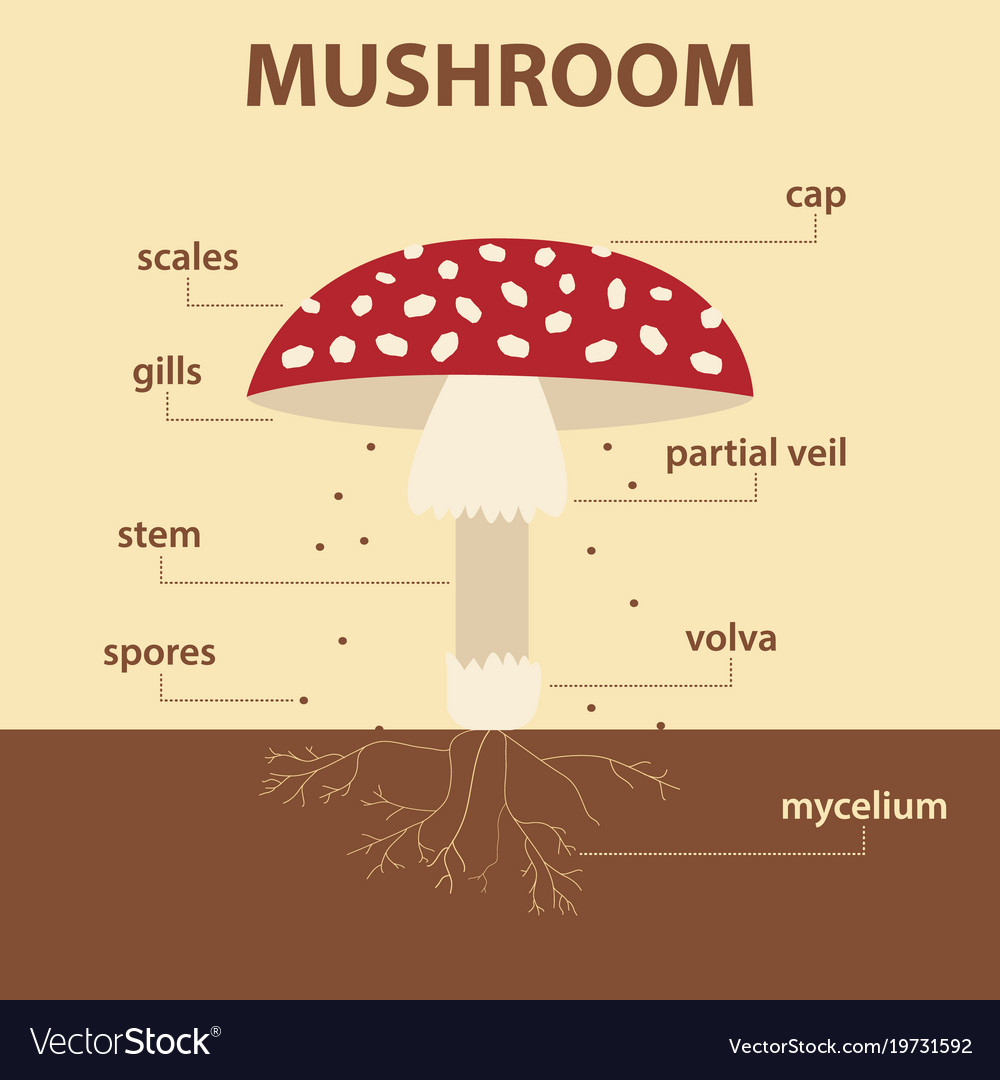 MUSHROOM
cap
scales
gills
partial veil
stem
volva
spores
mycelium
VectorStock®
VectorStock.com/19731592